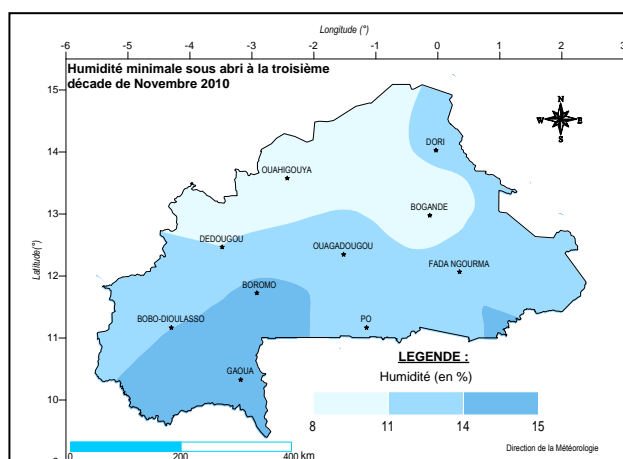 Longitude (°)
-6 -5 -4 -3 -2 -1 0 1 2 3
Humidité minimale sous abri à la troisième
décade de Novembre 2010
15
N
W E
S
14
DORI
OUAHIGOUYA
13
BOGANDE
DEDOUGOU
OUAGADOUGOU
Latitude(°)
FADA NGOURMA
12
BOROMO
BOBO-DIOULASSO
PO
11
LEGENDE :
GAOUA
Humidité (en %)
10
8 11 14 15
0 200 400 km
Direction de la Météorologie